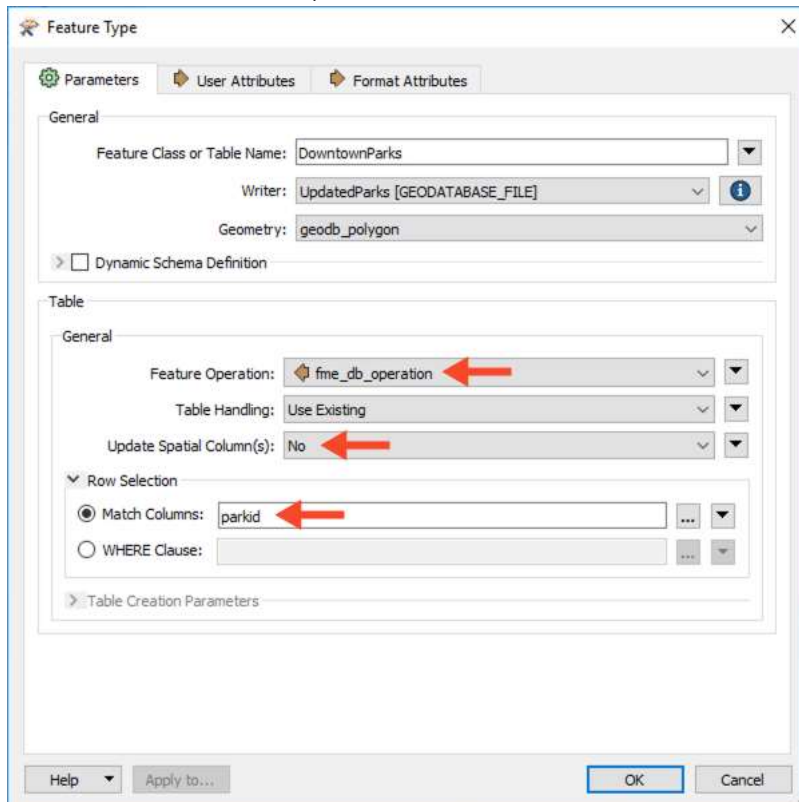 Feature Type
Parameters User Attributes Format Attributes
General
Feature Class or Table Name: DowntownParks
Writer: UpdatedParks [GEODATABASE_FILE]
Geometry: geodb_polygon
Dynamic Schema Definition
Table
General
Feature Operation: fme_db_operation
Table Handling: Use Existing
Update Spatial Column(s): No
Row Selection
Match Columns: parkid ...
WHERE Clause: ...
Table Creation Parameters
Help Apply to... OK Cancel